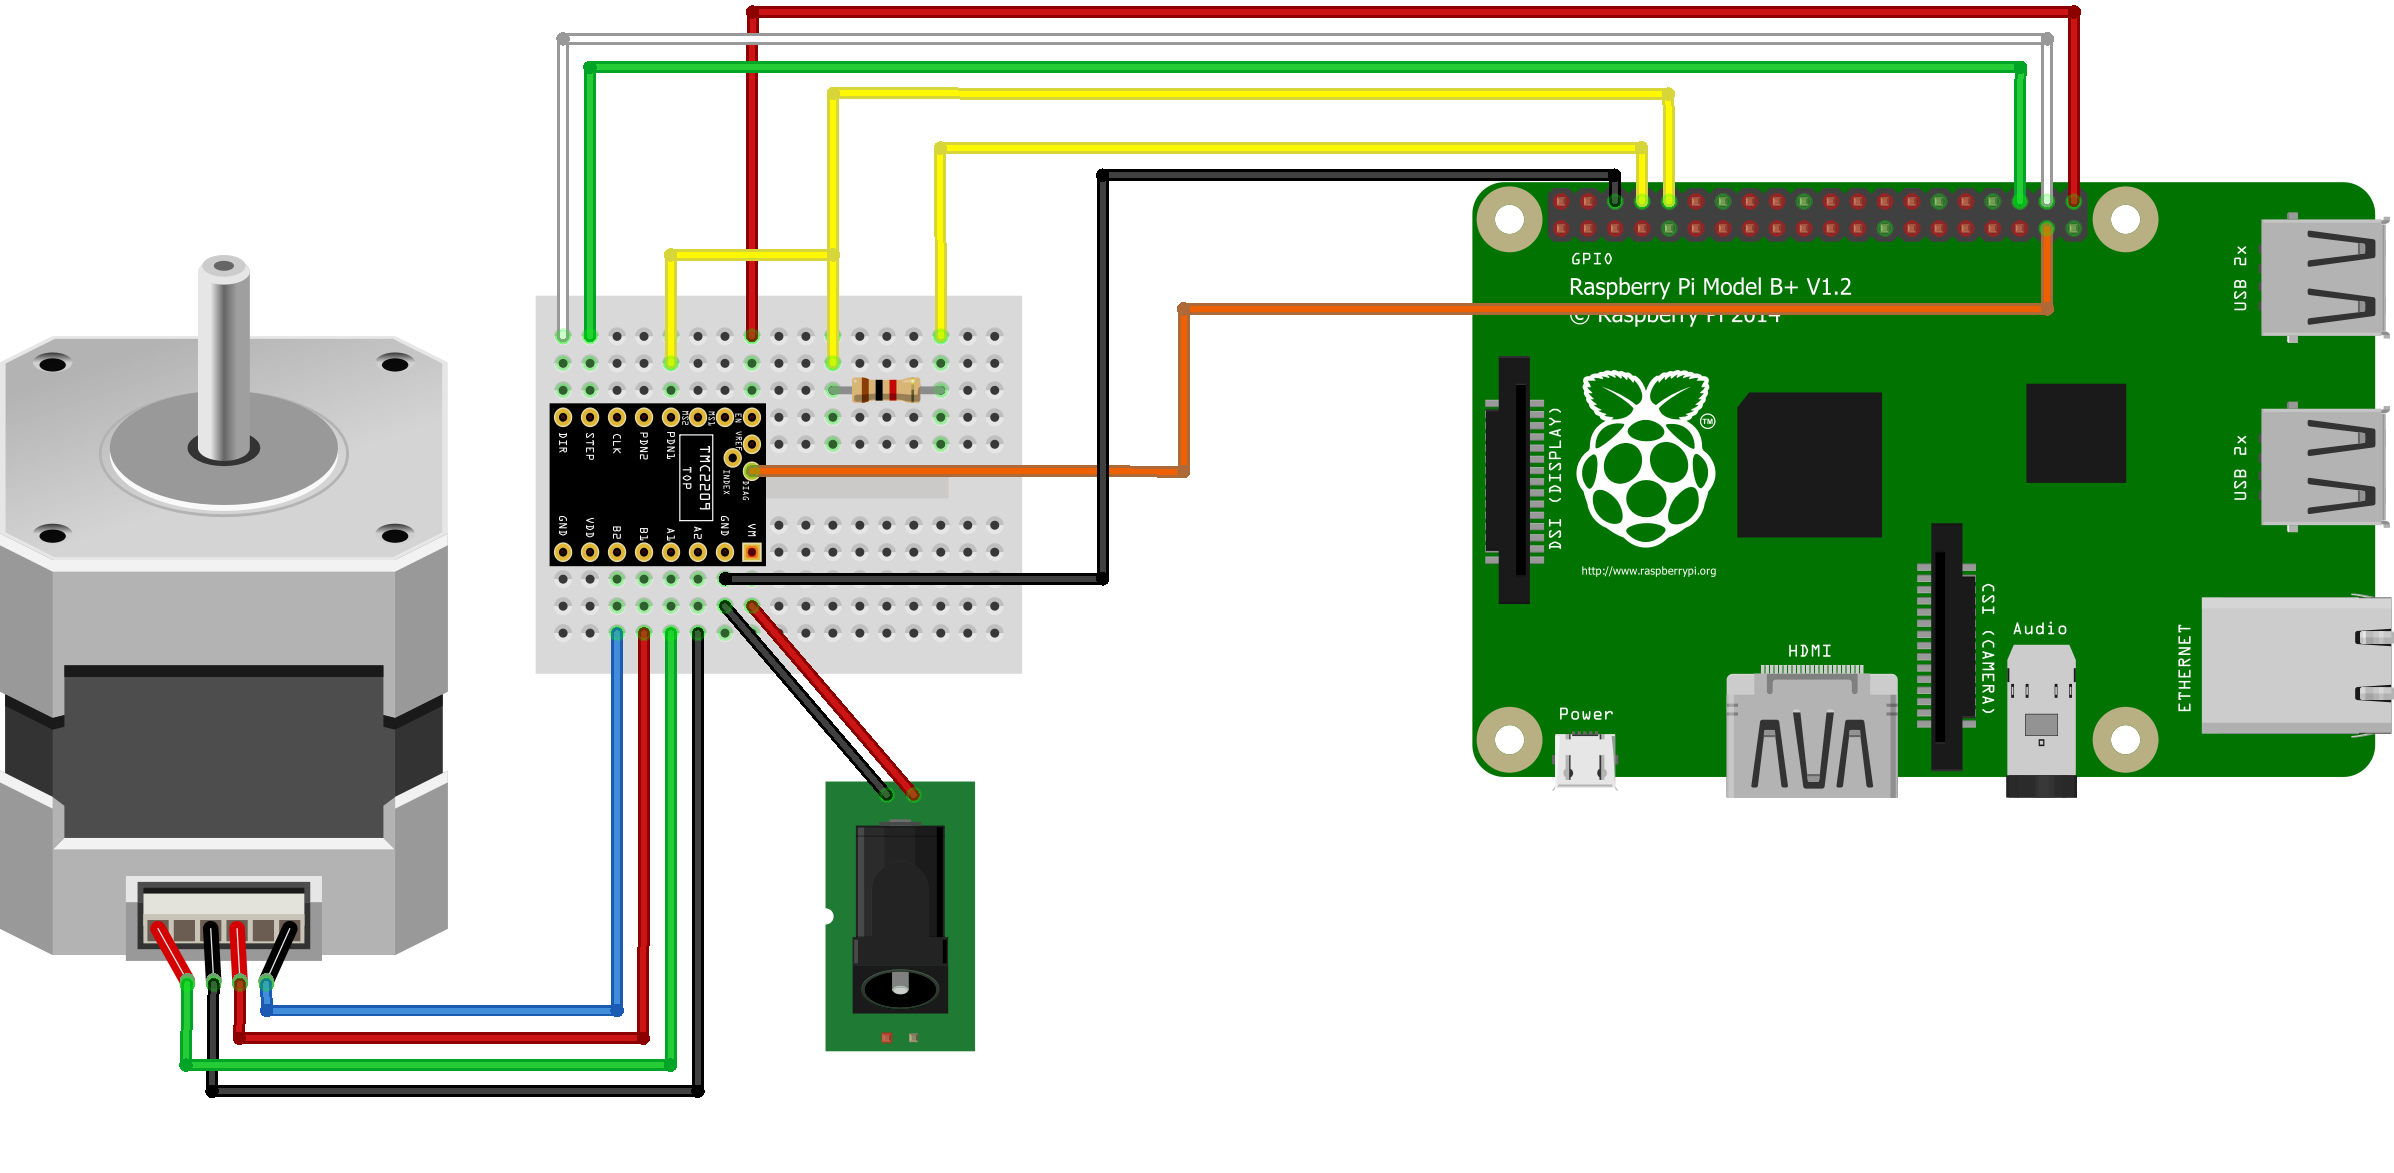 GPIO
Raspberry Pi Model B+ V1.2
© Raspberry Pi 2014
USB 2x
USB 2x
DSI (DISPLAY)
TM
http://www.raspberrypi.org
CSI (CAMERA)
Audio
ETHERNET
HDMI
Power
DIR
STEP
CLK
PDN2
PDN1
MS2
MS1
EN
VREF
TMC2209
TOP
INDEX
DIAG
GND
VDD
B2
B1
A1
A2
GND
VM